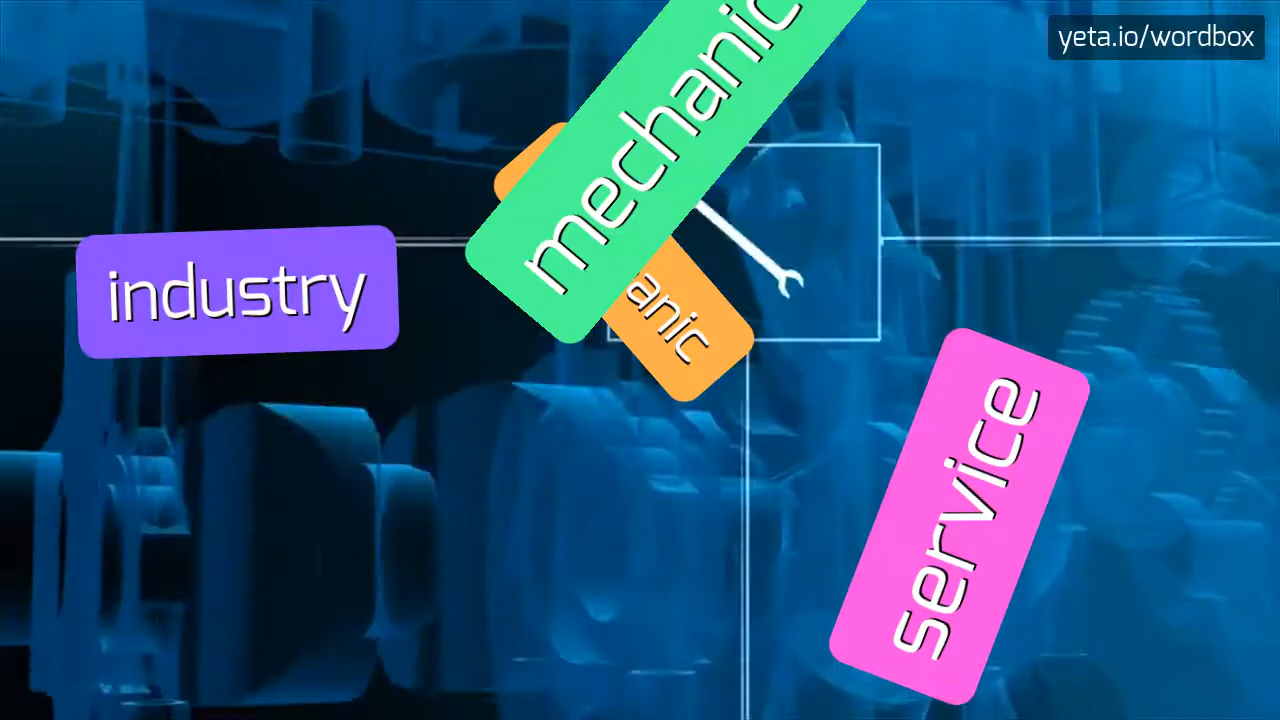 yeta.io/wordbox
mechanic
industry
anic
service